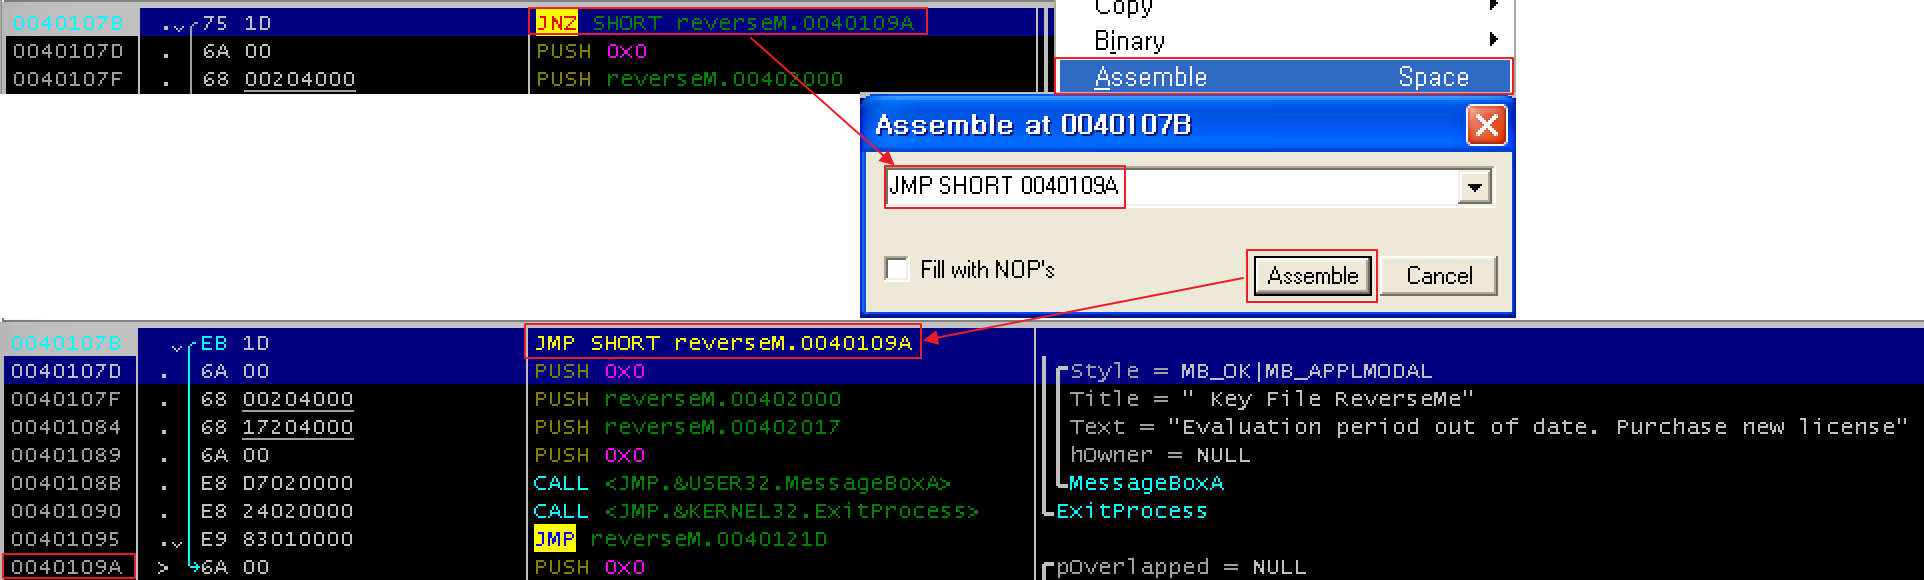 Copy
0040107B 75 1D JNZ SHORT reverseM.0040109A
Binary
0040107D . 6A 00 PUSH 0x0
0040107F . 68 00204000 PUSH reverseM.00402000
Assemble Space
Assemble at 0040107B
JMP SHORT 0040109A
Fill with NOP's
Assemble Cancel
0040107B EB 1D JMP SHORT reverseM.0040109A
0040107D . 6A 00 PUSH 0x0 Style = MB_OK|MB_APPLMODAL
0040107F . 68 00204000 PUSH reverseM.00402000 Title = " Key File ReverseMe"
00401084 . 68 17204000 PUSH reverseM.00402017 Text = "Evaluation period out of date. Purchase new license"
00401089 . 6A 00 PUSH 0x0 hOwner = NULL
0040108B . E8 D7020000 CALL <JMP.&USER32.MessageBoxA> MessageBoxA
00401090 . E8 24020000 CALL <JMP.&KERNEL32.ExitProcess> ExitProcess
00401095 . E9 83010000 JMP reverseM.0040121D
0040109A > 6A 00 PUSH 0x0 pOverlapped = NULL